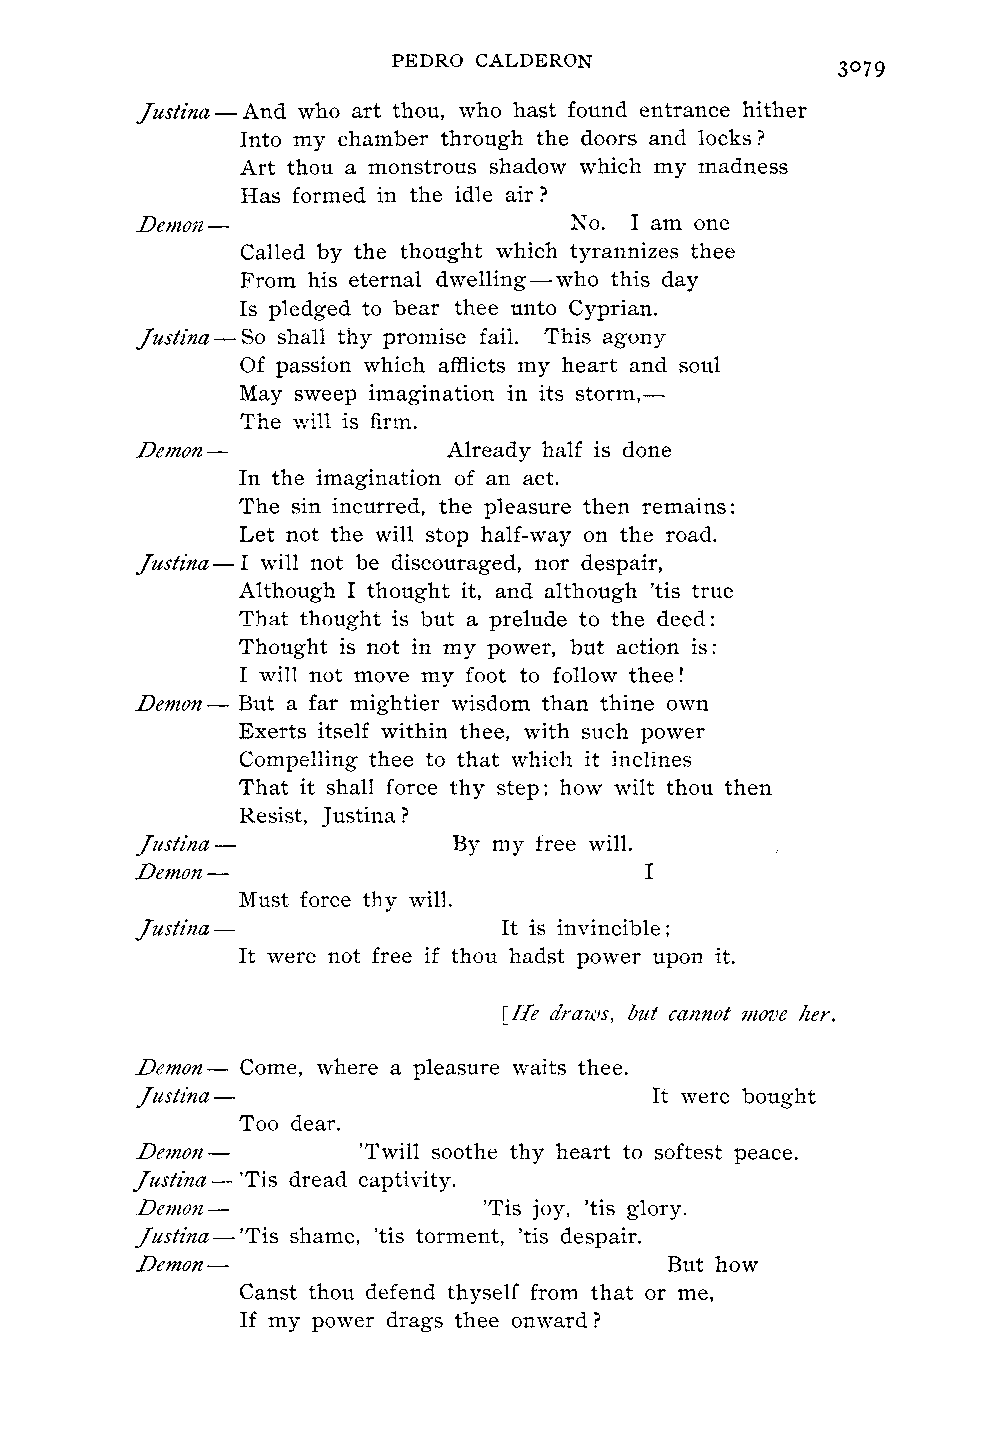 PEDRO CALDERON
3079
Justina — And who art thou, who hast found entrance hither
Into my chamber through the doors and locks?
Art thou a monstrous shadow which my madness
Has formed in the idle air?
Demon — No. I am one
Called by the thought which tyrannizes thee
From his eternal dwelling—who this day
Is pledged to bear thee unto Cyprian.
Justina — So shall thy promise fail. This agony
Of passion which afflicts my heart and soul
May sweep imagination in its storm,—
The will is firm.
Demon — Already half is done
In the imagination of an act.
The sin incurred, the pleasure then remains:
Let not the will stop half-way on the road.
Justina — I will not be discouraged, nor despair,
Although I thought it, and although 'tis true
That thought is but a prelude to the deed:
Thought is not in my power, but action is:
I will not move my foot to follow thee!
Demon — But a far mightier wisdom than thine own
Exerts itself within thee, with such power
Compelling thee to that which it inclines
That it shall force thy step; how wilt thou then
Resist, Justina?
Justina — By my free will.
Demon — I
Must force thy will.
Justina — It is invincible;
It were not free if thou hadst power upon it.
[He draws, but cannot move her.
Demon — Come, where a pleasure waits thee.
Justina — It were bought
Too dear.
Demon — 'Twill soothe thy heart to softest peace.
Justina — 'Tis dread captivity.
Demon — 'Tis joy, 'tis glory.
Justina — 'Tis shame, 'tis torment, 'tis despair.
Demon — But how
Canst thou defend thyself from that or me,
If my power drags thee onward?